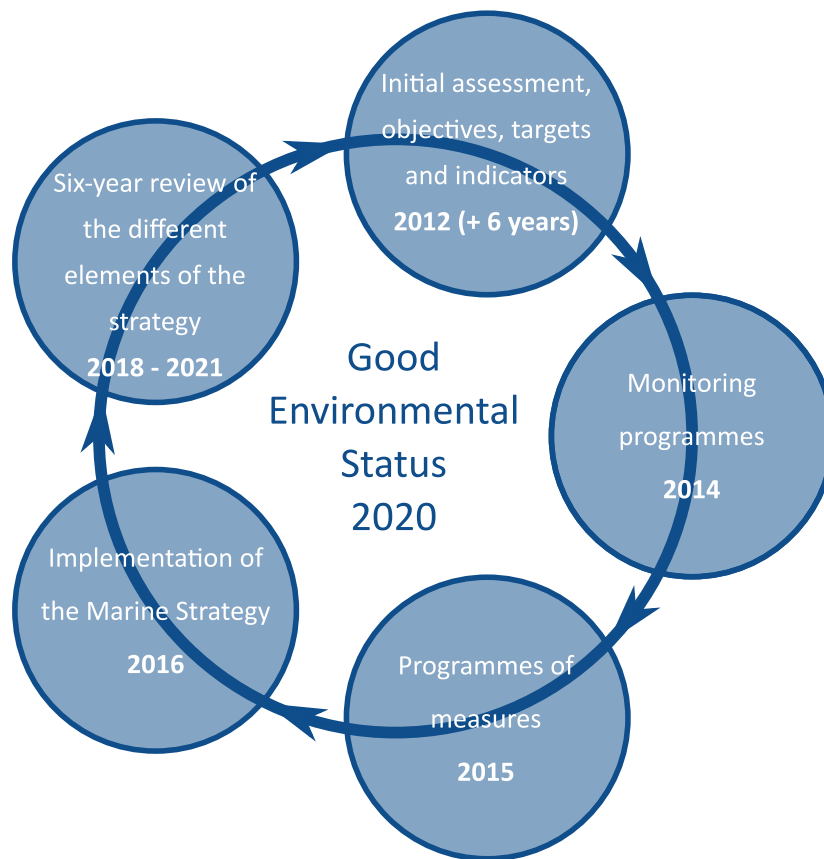 Initial assessment,
objectives, targets
and indicators
2012 (+ 6 years)
Monitoring
programmes
2014
Programmes of
measures
2015
Implementation of
the Marine Strategy
2016
Six-year review of
the different
elements of the
strategy
2018 - 2021
Good
Environmental
Status
2020